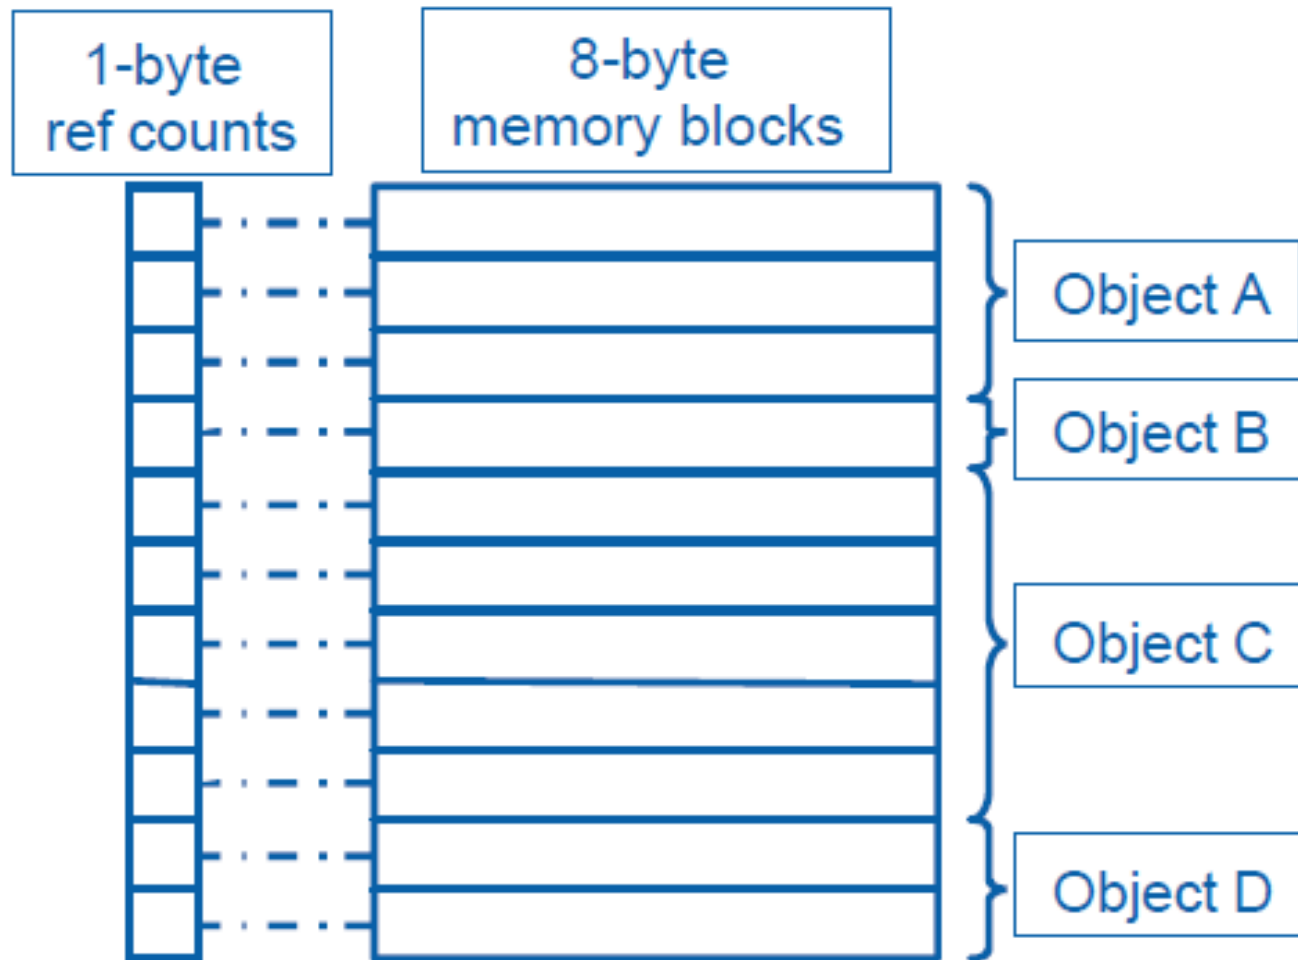 1-byte
ref counts
8-byte
memory blocks
Object A
Object B
Object C
Object D